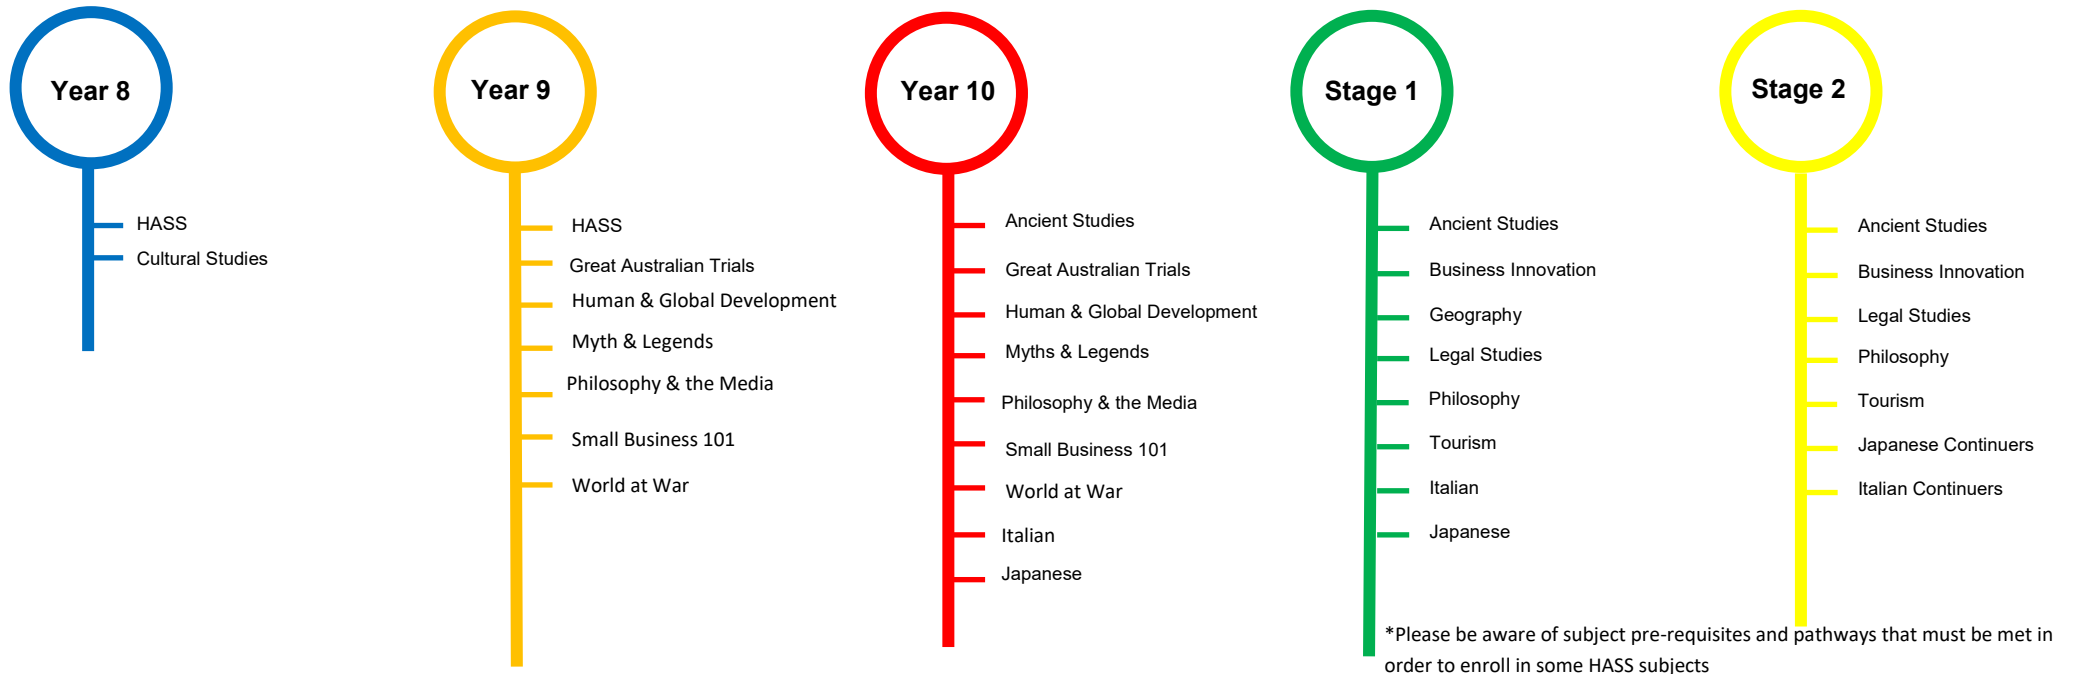 Year 8
HASS
Cultural Studies
Year 9
HASS
Great Australian Trials
Human & Global Development
Myth & Legends
Philosophy & the Media
Small Business 101
World at War
Year 10
Ancient Studies
Great Australian Trials
Human & Global Development
Myths & Legends
Philosophy & the Media
Small Business 101
World at War
Italian
Japanese
Stage 1
Ancient Studies
Business Innovation
Geography
Legal Studies
Philosophy
Tourism
Italian
Japanese
Stage 2
Ancient Studies
Business Innovation
Legal Studies
Philosophy
Tourism
Japanese Continuers
Italian Continuers
*Please be aware of subject pre-requisites and pathways that must be met in
order to enroll in some HASS subjects